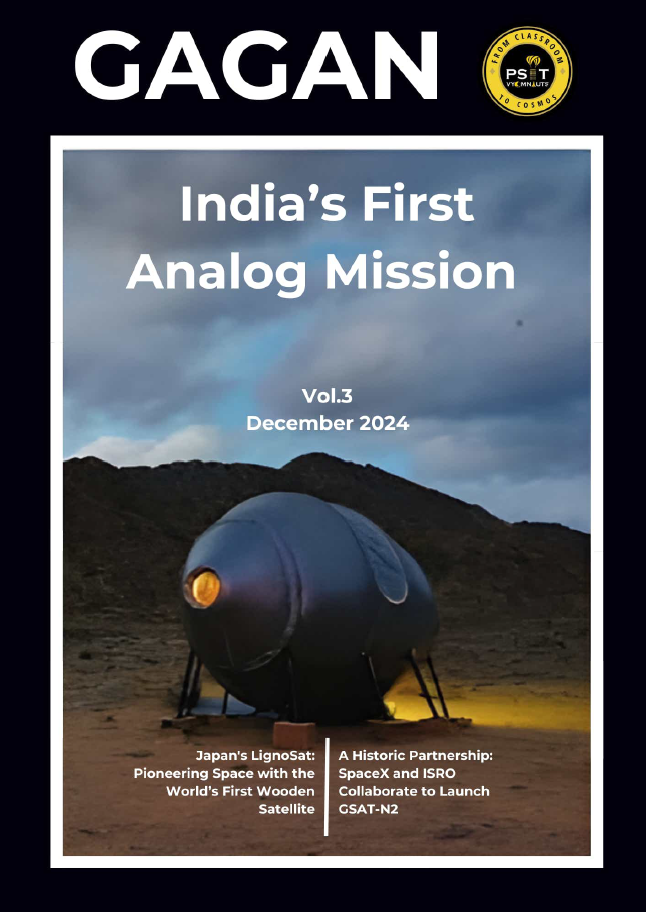 GAGAN
FROM CLASSROOM
PSIT
VYOMNAUTS
TO COSMOS
India's First
Analog Mission
Vol.3
December 2024
Japan's LignoSat:
Pioneering Space with the
World's First Wooden
Satellite
A Historic Partnership:
SpaceX and ISRO
Collaborate to Launch
GSAT-N2